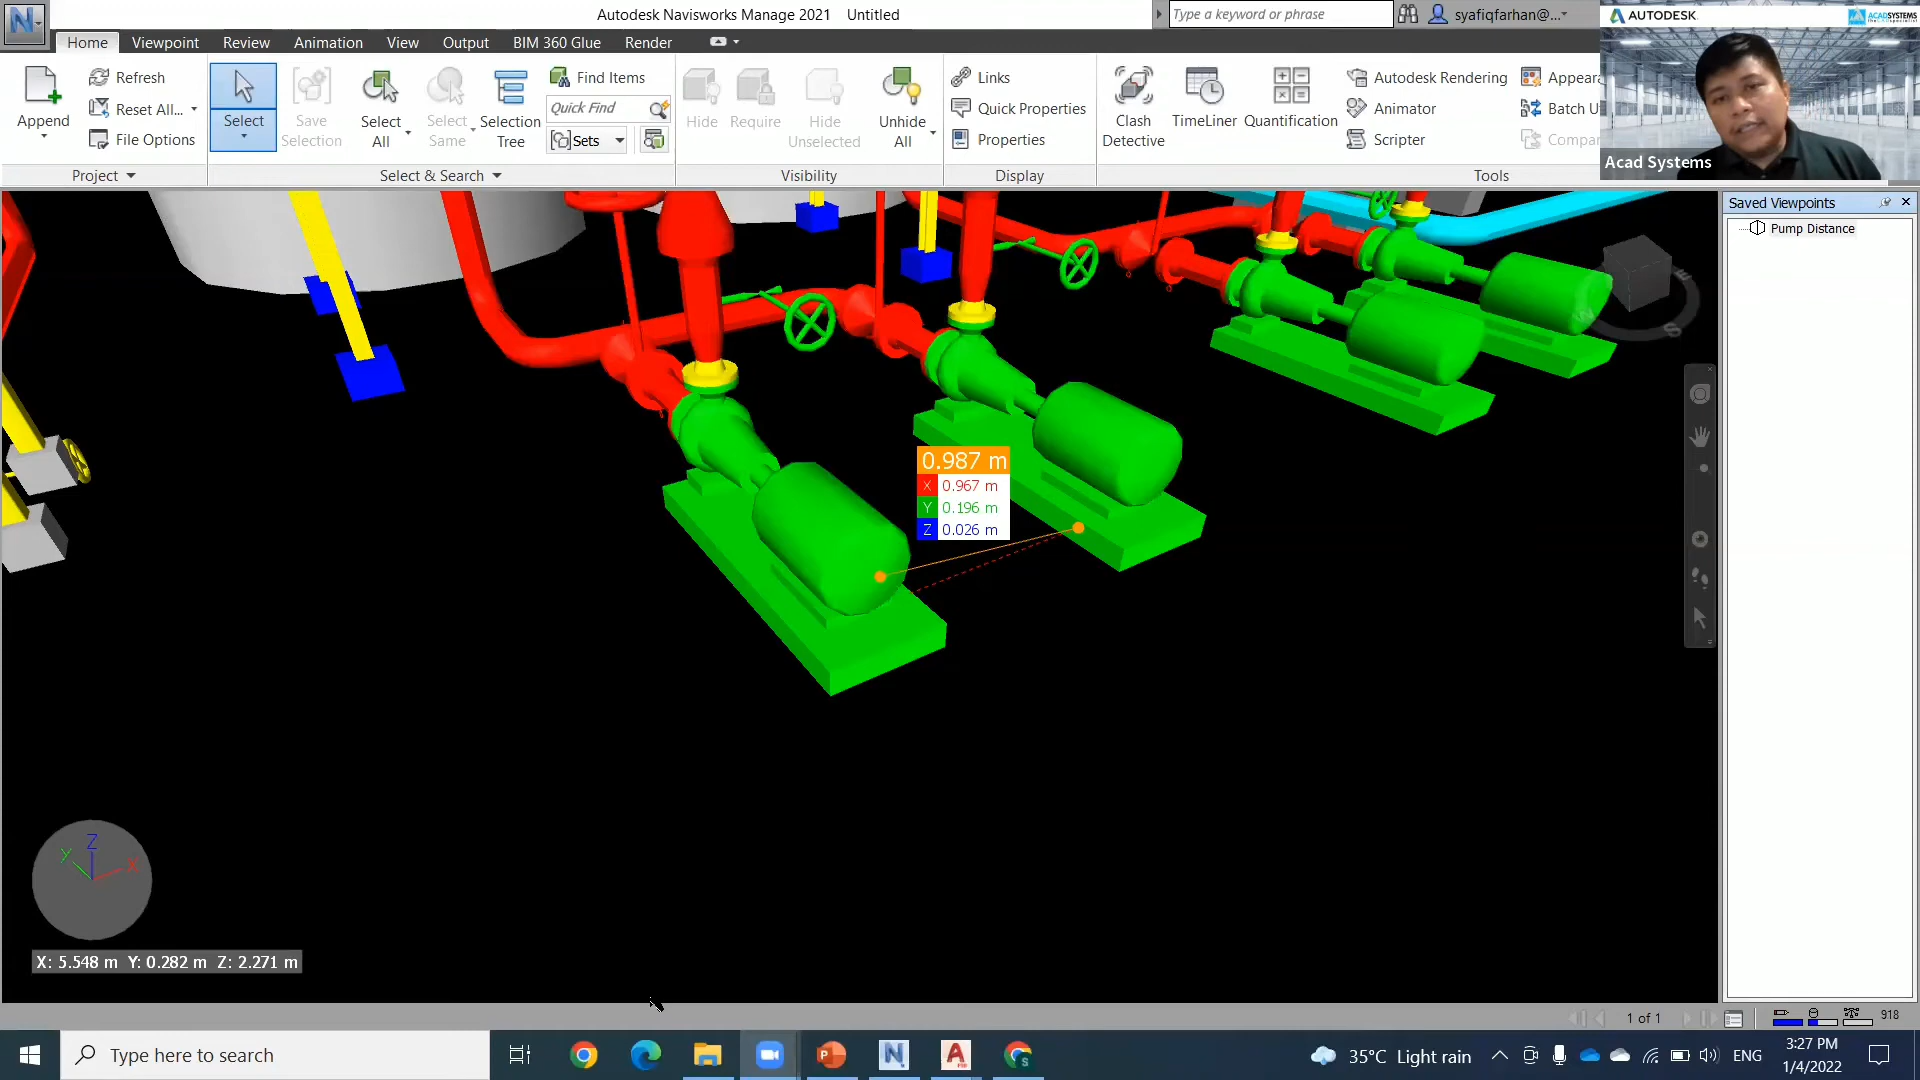 Autodesk Navisworks Manage 2021 Untitled
Type a keyword or phrase
syafiqfarhan@...
AUTODESK
ACADSYSTEMS
Home Viewpoint Review Animation View Output BIM 360 Glue Render
Append
Refresh
Reset All...
File Options
Project
Select
Save Selection
Select All
Select Same
Selection Tree
Find Items
Quick Find
Sets
Select & Search
Hide
Require
Hide Unselected
Unhide All
Visibility
Links
Quick Properties
Properties
Display
Clash Detective
TimeLiner
Quantification
Autodesk Rendering
Animator
Scripter
Appeara
Batch U
Compar
Tools
Acad Systems
Saved Viewpoints
Pump Distance
0.987 m
X 0.967 m
Y 0.196 m
Z 0.026 m
E
W
S
Z
Y
X
X: 5.548 m Y: 0.282 m Z: 2.271 m
1 of 1
918
Type here to search
35°C Light rain
ENG
3:27 PM
1/4/2022